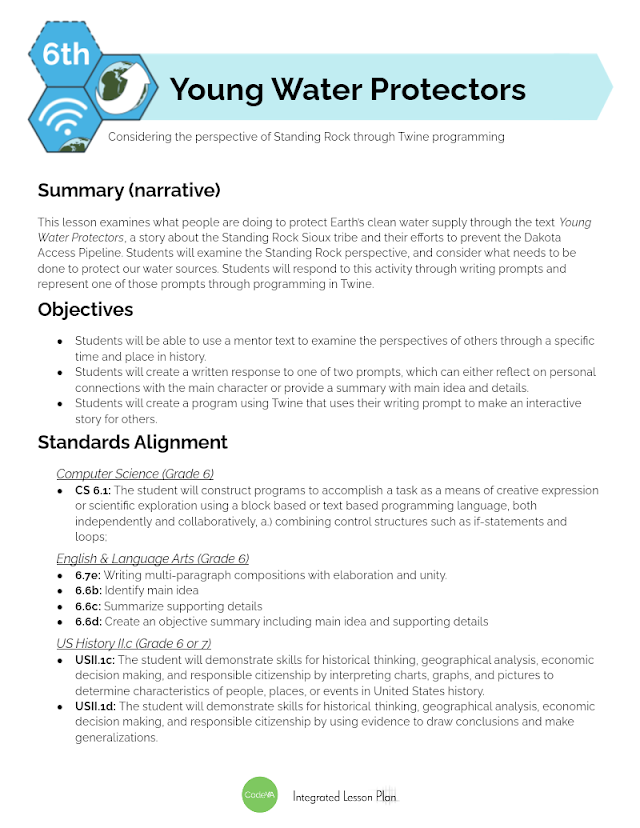 6th
Young Water Protectors
Considering the perspective of Standing Rock through Twine programming
Summary (narrative)
This lesson examines what people are doing to protect Earth's clean water supply through the text Young
Water Protectors, a story about the Standing Rock Sioux tribe and their efforts to prevent the Dakota
Access Pipeline. Students will examine the Standing Rock perspective, and consider what needs to be
done to protect our water sources. Students will respond to this activity through writing prompts and
represent one of those prompts through programming in Twine.
Objectives
● Students will be able to use a mentor text to examine the perspectives of others through a specific
time and place in history.
● Students will create a written response to one of two prompts, which can either reflect on personal
connections with the main character or provide a summary with main idea and details.
● Students will create a program using Twine that uses their writing prompt to make an interactive
story for others.
Standards Alignment
Computer Science (Grade 6)
● CS 6.1: The student will construct programs to accomplish a task as a means of creative expression
or scientific exploration using a block based or text based programming language, both
independently and collaboratively, a.) combining control structures such as if-statements and
loops;
English & Language Arts (Grade 6)
● 6.7e: Writing multi-paragraph compositions with elaboration and unity.
● 6.6b: Identify main idea
● 6.6c: Summarize supporting details
● 6.6d: Create an objective summary including main idea and supporting details
US History II.c (Grade 6 or 7)
● USII.1c: The student will demonstrate skills for historical thinking, geographical analysis, economic
decision making, and responsible citizenship by interpreting charts, graphs, and pictures to
determine characteristics of people, places, or events in United States history.
● USII.1d: The student will demonstrate skills for historical thinking, geographical analysis, economic
decision making, and responsible citizenship by using evidence to draw conclusions and make
generalizations.
CodeVA Integrated Lesson Plan